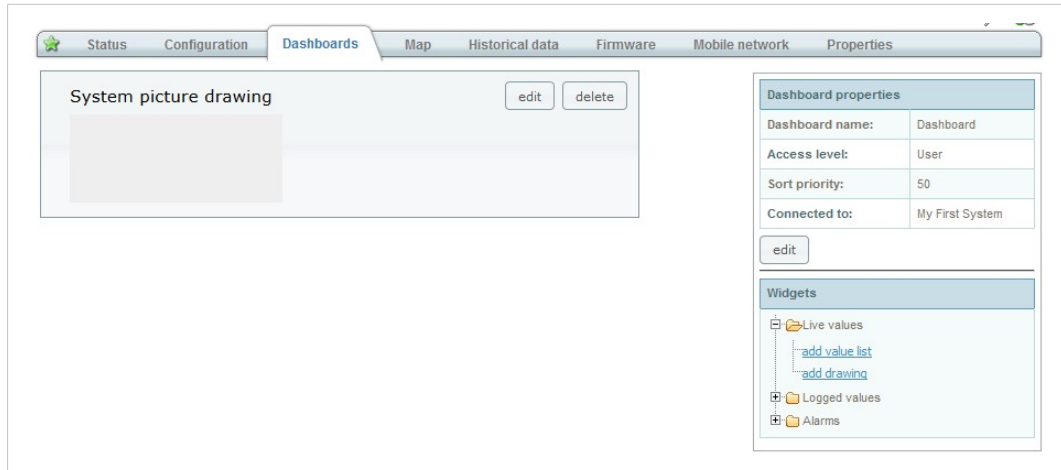 Status Configuration Dashboards Map Historical data Firmware Mobile network Properties
System picture drawing
edit delete
Dashboard properties
Dashboard name: Dashboard
Access level: User
Sort priority: 50
Connected to: My First System
edit
Widgets
Live values
add value list
add drawing
Logged values
Alarms